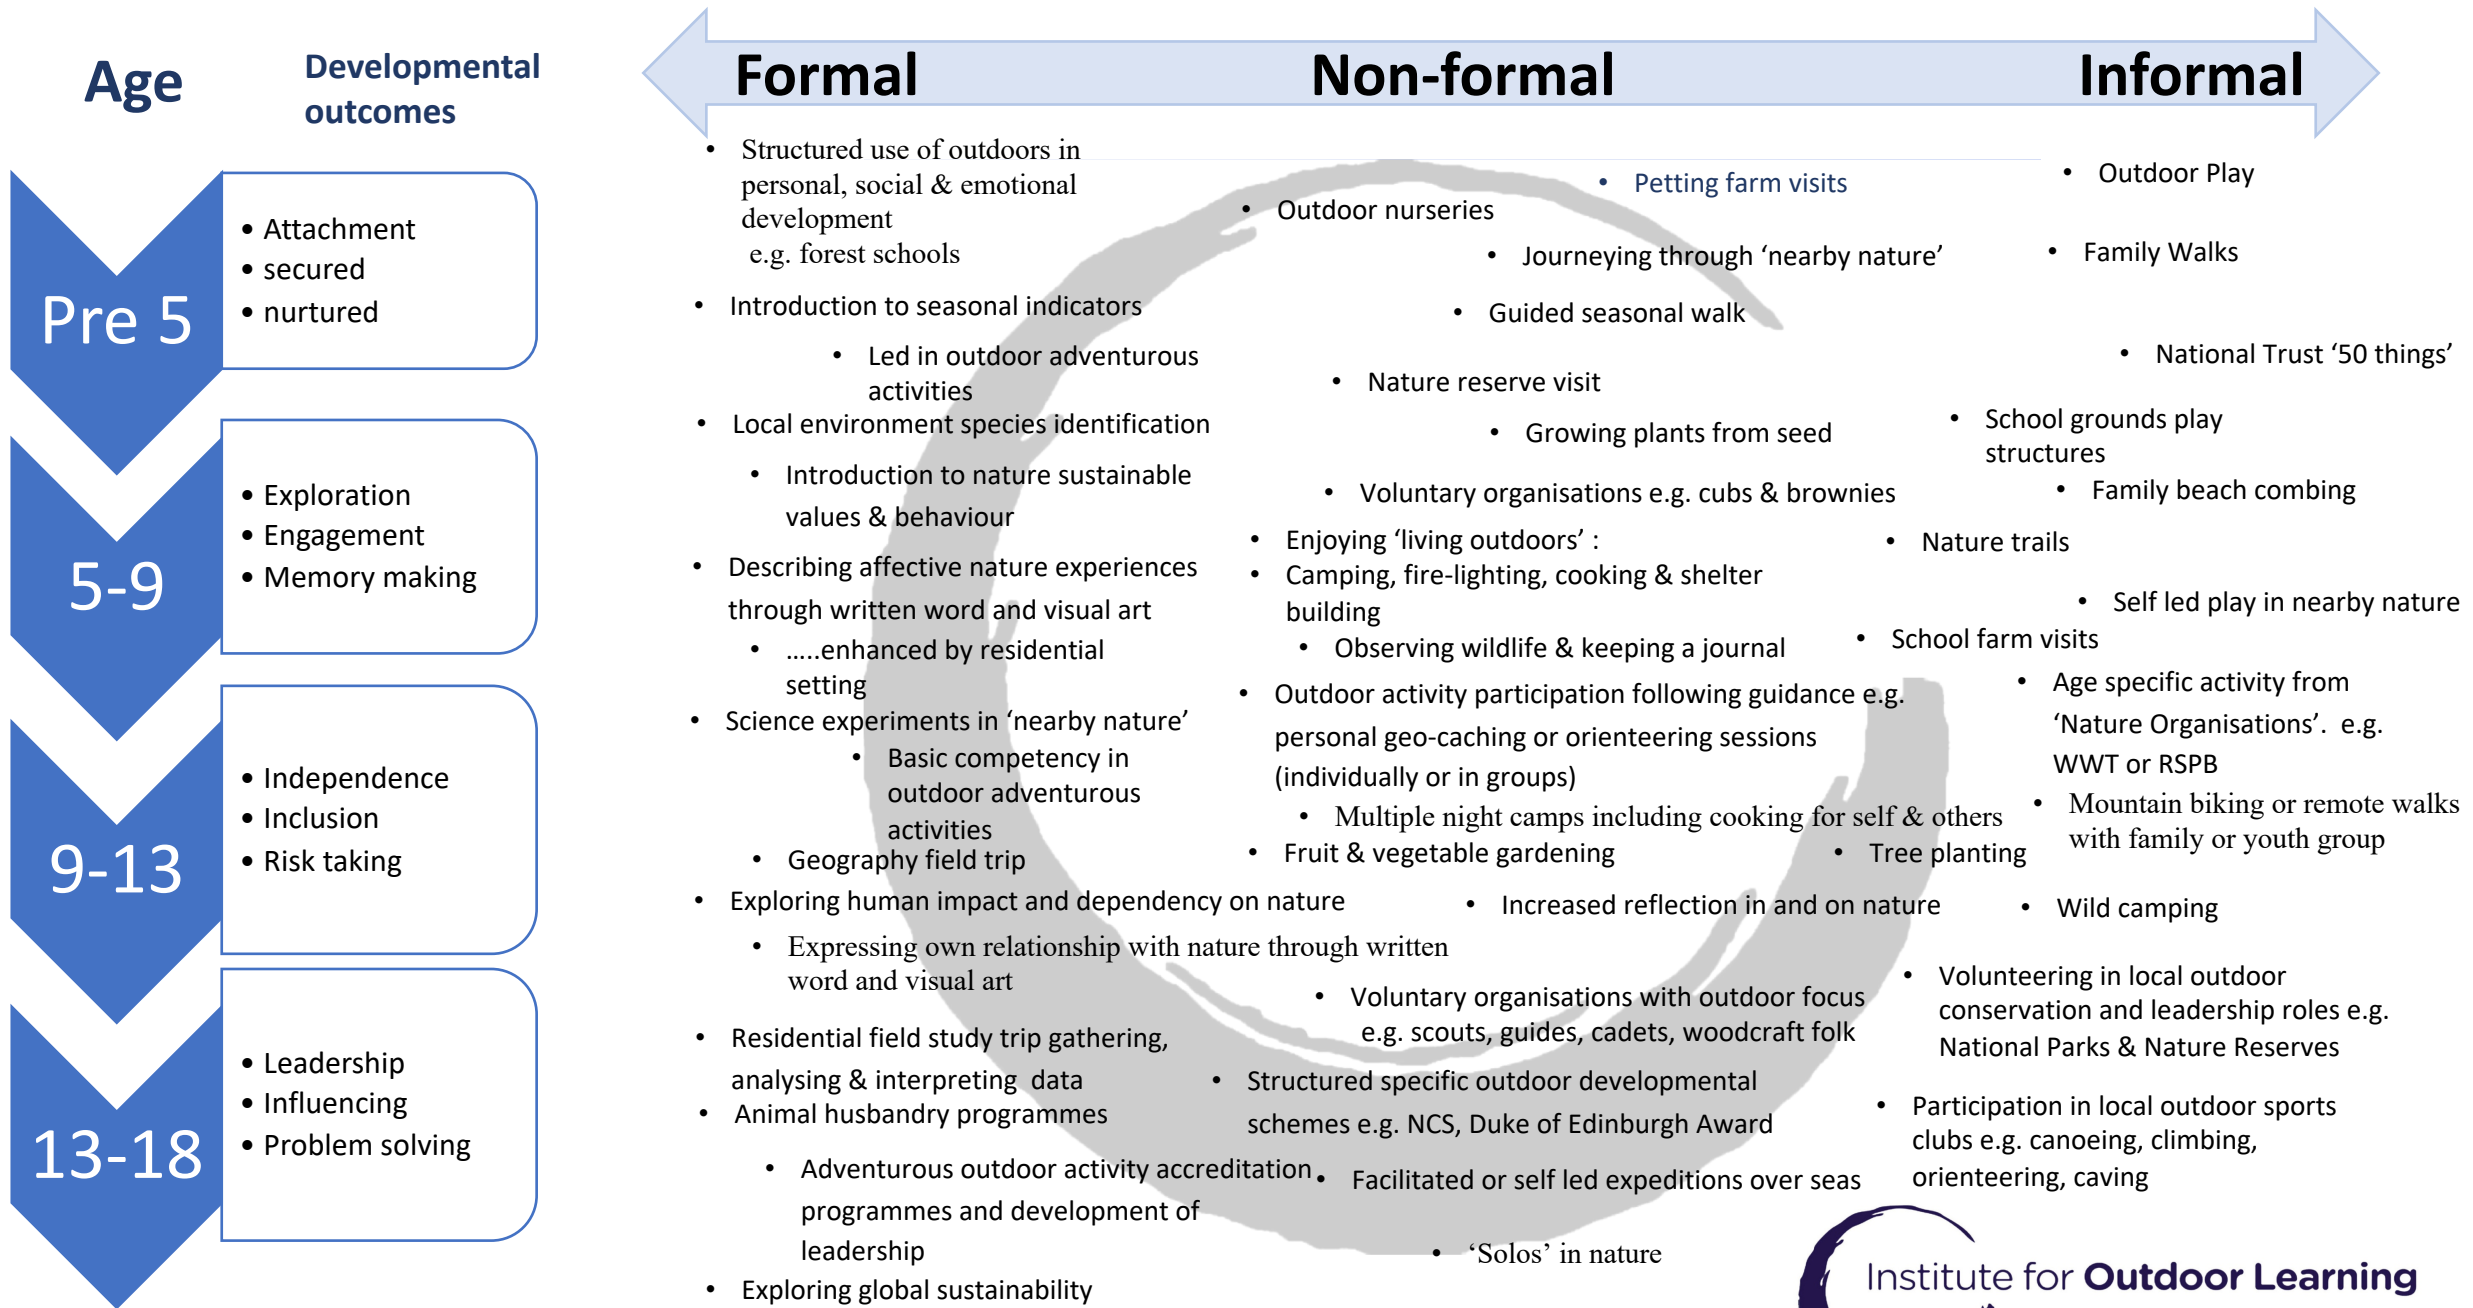 Age
Developmental
outcomes
Formal
Non-formal
Informal
Pre 5
• Attachment
• secured
• nurtured
5-9
• Exploration
• Engagement
• Memory making
9-13
• Independence
• Inclusion
• Risk taking
13-18
• Leadership
• Influencing
• Problem solving
• Structured use of outdoors in
personal, social & emotional
development
e.g. forest schools
• Introduction to seasonal indicators
• Led in outdoor adventurous
activities
• Local environment species identification
• Introduction to nature sustainable
values & behaviour
• Describing affective nature experiences
through written word and visual art
• …..enhanced by residential
setting
• Science experiments in ‘nearby nature’
• Basic competency in
outdoor adventurous
activities
• Geography field trip
• Exploring human impact and dependency on nature
• Expressing own relationship with nature through written
word and visual art
• Residential field study trip gathering,
analysing & interpreting data
• Animal husbandry programmes
• Adventurous outdoor activity accreditation
programmes and development of
leadership
• Exploring global sustainability
• Petting farm visits
• Outdoor nurseries
• Journeying through ‘nearby nature’
• Guided seasonal walk
• Nature reserve visit
• Growing plants from seed
• Voluntary organisations e.g. cubs & brownies
• Enjoying ‘living outdoors’ :
• Camping, fire-lighting, cooking & shelter
building
• Observing wildlife & keeping a journal
• Outdoor activity participation following guidance e.g.
personal geo-caching or orienteering sessions
(individually or in groups)
• Multiple night camps including cooking for self & others
• Fruit & vegetable gardening
• Tree planting
• Increased reflection in and on nature
• Voluntary organisations with outdoor focus
e.g. scouts, guides, cadets, woodcraft folk
• Structured specific outdoor developmental
schemes e.g. NCS, Duke of Edinburgh Award
• Facilitated or self led expeditions over seas
• ‘Solos’ in nature
• Outdoor Play
• Family Walks
• National Trust ‘50 things’
• School grounds play
structures
• Family beach combing
• Nature trails
• Self led play in nearby nature
• School farm visits
• Age specific activity from
‘Nature Organisations’. e.g.
WWT or RSPB
• Mountain biking or remote walks
with family or youth group
• Wild camping
• Volunteering in local outdoor
conservation and leadership roles e.g.
National Parks & Nature Reserves
• Participation in local outdoor sports
clubs e.g. canoeing, climbing,
orienteering, caving
Institute for Outdoor Learning